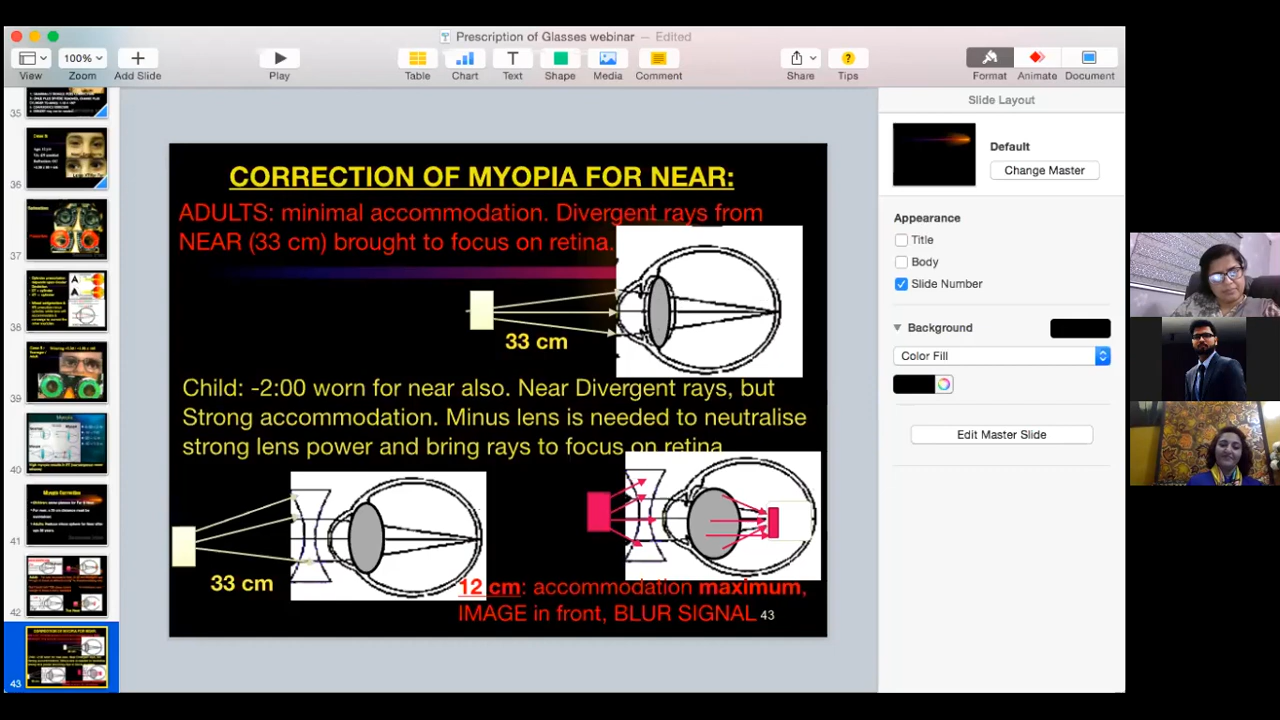 Prescription of Glasses webinar — Edited
View
100%
Zoom
Add Slide
Play
Table
Chart
Text
Shape
Media
Comment
Share
Tips
Format
Animate
Document
Slide Layout
Default
Change Master
Appearance
Title
Body
Slide Number
Background
Color Fill
Edit Master Slide
35
36
37
38
39
40
41
42
43
CORRECTION OF MYOPIA FOR NEAR:
ADULTS: minimal accommodation. Divergent rays from
NEAR (33 cm) brought to focus on retina.
33 cm
Child: -2:00 worn for near also. Near Divergent rays, but
Strong accommodation. Minus lens is needed to neutralise
strong lens power and bring rays to focus on retina
33 cm
12 cm: accommodation maximum,
IMAGE in front, BLUR SIGNAL 43